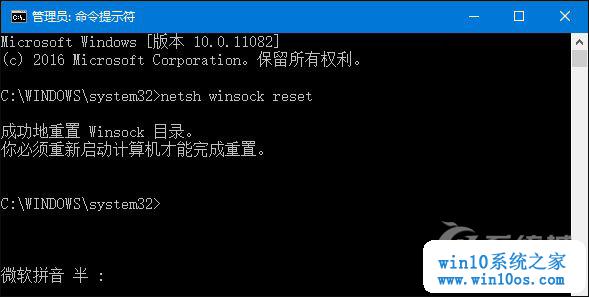 管理员: 命令提示符
Microsoft Windows [版本 10.0.11082]
(c) 2016 Microsoft Corporation。保留所有权利。
C:\WINDOWS\system32>netsh winsock reset
成功地重置 Winsock 目录。
你必须重新启动计算机才能完成重置。
C:\WINDOWS\system32>
微软拼音 半 :
win10系统之家
www.win10os.com